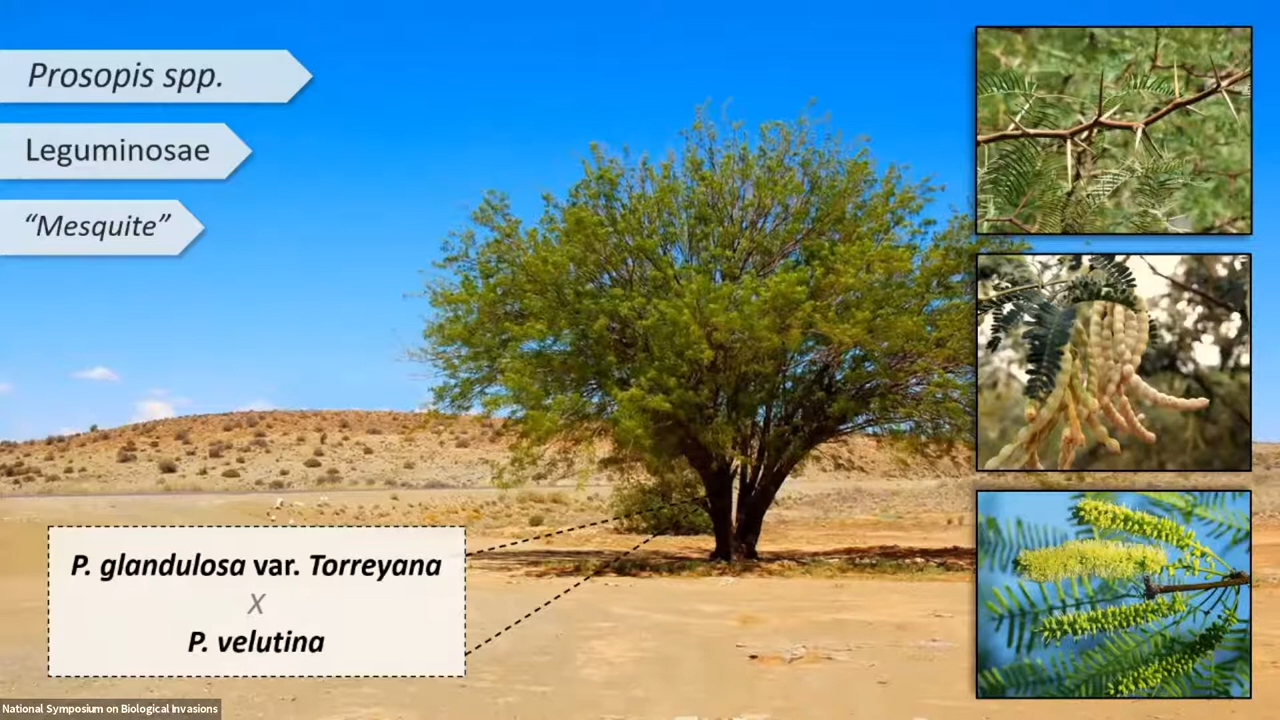 Prosopis spp.
Leguminosae
“Mesquite”
P. glandulosa var. Torreyana
X
P. velutina
National Symposium on Biological Invasions